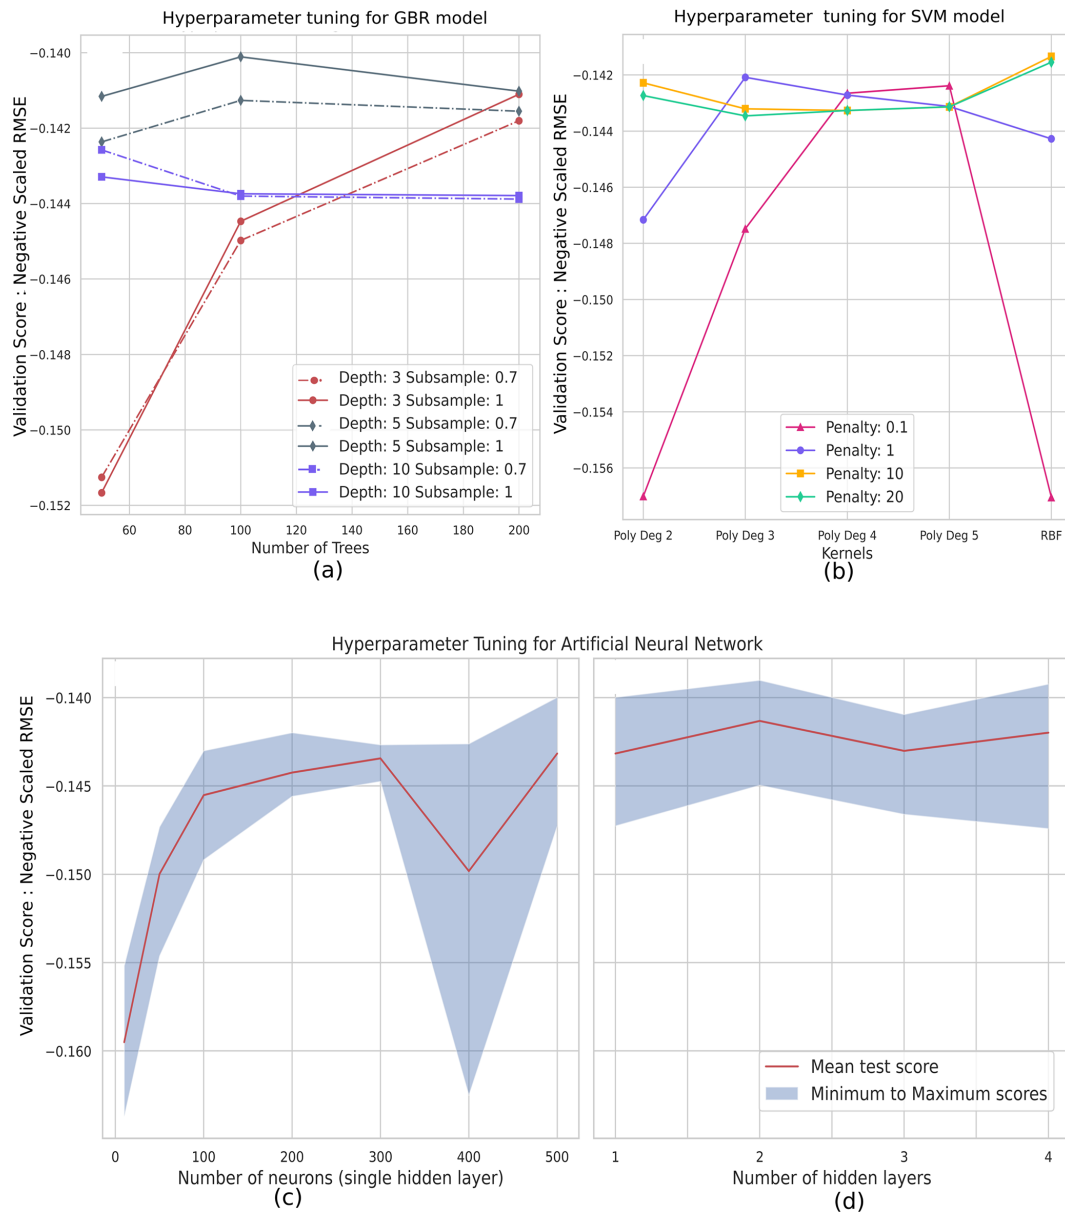 Hyperparameter tuning for GBR model
Validation Score : Negative Scaled RMSE
−0.140
−0.142
−0.144
−0.146
−0.148
−0.150
−0.152
Depth: 3 Subsample: 0.7
Depth: 3 Subsample: 1
Depth: 5 Subsample: 0.7
Depth: 5 Subsample: 1
Depth: 10 Subsample: 0.7
Depth: 10 Subsample: 1
60 80 100 120 140 160 180 200
Number of Trees
(a)
Hyperparameter tuning for SVM model
Validation Score : Negative Scaled RMSE
−0.142
−0.144
−0.146
−0.148
−0.150
−0.152
−0.154
−0.156
Penalty: 0.1
Penalty: 1
Penalty: 10
Penalty: 20
Poly Deg 2 Poly Deg 3 Poly Deg 4 Poly Deg 5 RBF
Kernels
(b)
Hyperparameter Tuning for Artificial Neural Network
Validation Score : Negative Scaled RMSE
−0.140
−0.145
−0.150
−0.155
−0.160
0 100 200 300 400 500
Number of neurons (single hidden layer)
(c)
Mean test score
Minimum to Maximum scores
1 2 3 4
Number of hidden layers
(d)